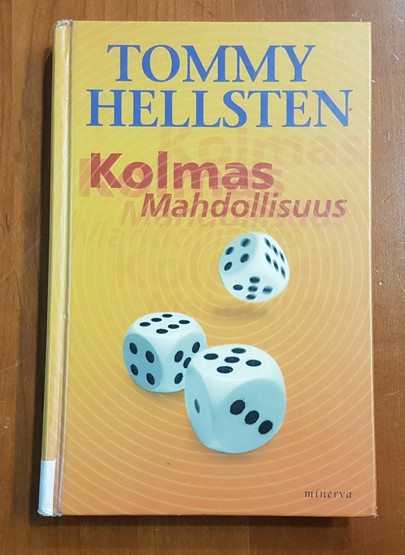 TOMMY
HELLSTEN
Kolmas
Mahdollisuus
minerva